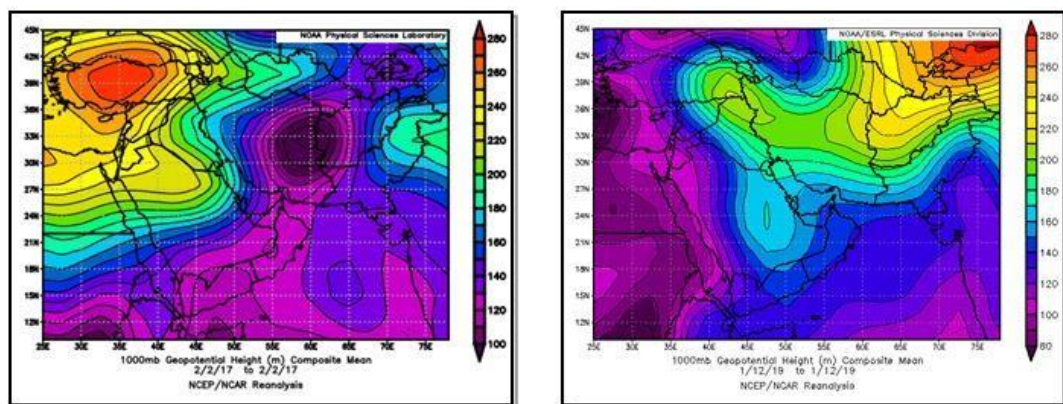 NOAA Physical Sciences Laboratory
45N
42N
39N
36N
33N
30N
27N
24N
21N
18N
15N
12N
25E 30E 35E 40E 45E 50E 55E 60E 65E 70E 75E
280
260
240
220
200
180
160
140
120
100
1000mb Geopotential Height (m) Composite Mean
2/2/17 to 2/2/17
NCEP/NCAR Reanalysis
NOAA/ESRL Physical Sciences Division
45N
42N
39N
36N
33N
30N
27N
24N
21N
18N
15N
12N
25E 30E 35E 40E 45E 50E 55E 60E 65E 70E 75E
280
260
240
220
200
180
160
140
120
100
80
1000mb Geopotential Height (m) Composite Mean
1/12/19 to 1/12/19
NCEP/NCAR Reanalysis